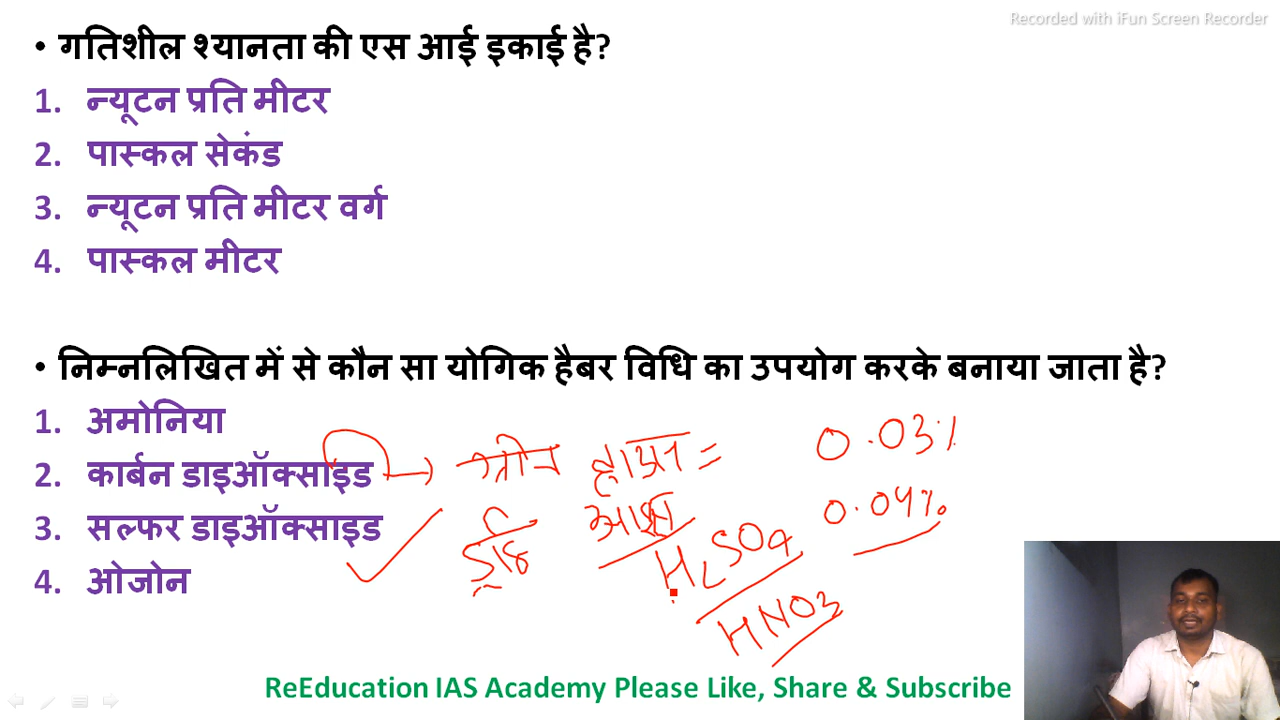 Recorded with iFun Screen Recorder
• गतिशील श्यानता की एस आई इकाई है?
1. न्यूटन प्रति मीटर
2. पास्कल सेकंड
3. न्यूटन प्रति मीटर वर्ग
4. पास्कल मीटर
• निम्नलिखित में से कौन सा योगिक हैबर विधि का उपयोग करके बनाया जाता है?
1. अमोनिया
2. कार्बन डाइऑक्साइड
3. सल्फर डाइऑक्साइड
4. ओजोन
→ =
0.03%
0.04%
H2SO4
HNO3
ReEducation IAS Academy Please Like, Share & Subscribe